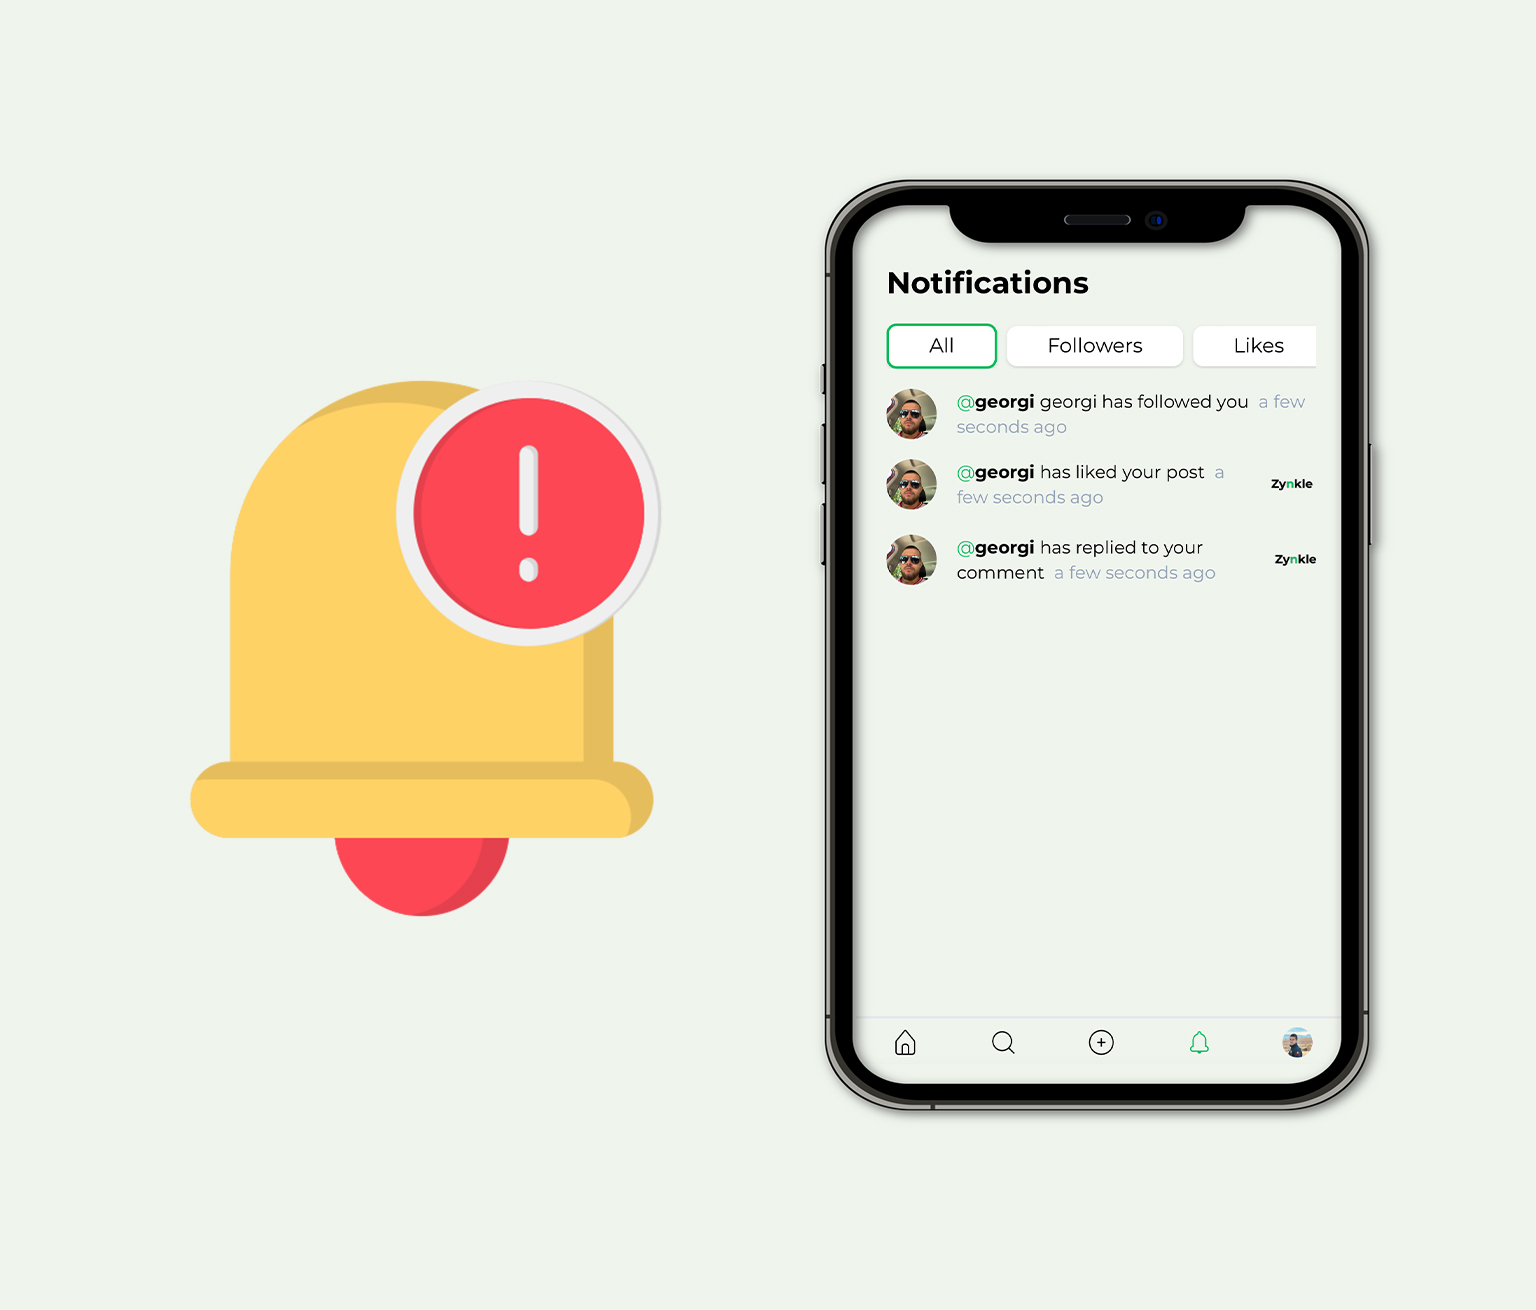 !
Notifications
All Followers Likes
@georgi georgi has followed you a few
seconds ago
@georgi has liked your post a
few seconds ago
Zynkle
@georgi has replied to your
comment a few seconds ago
Zynkle